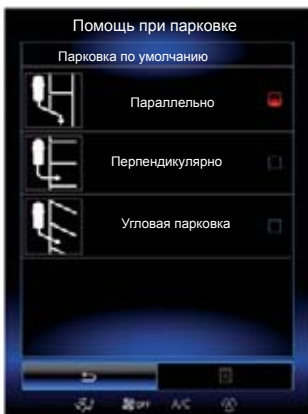 Помощь при парковке
Парковка по умолчанию
Параллельно
Перпендикулярно
Угловая парковка
OFF A/C